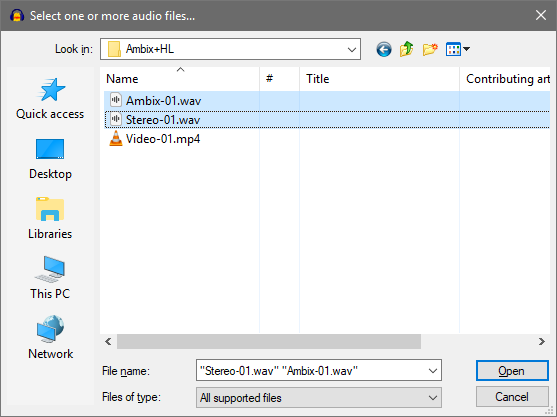 Select one or more audio files...
Look in: Ambix+HL
Name # Title Contributing art
Ambix-01.wav
Stereo-01.wav
Video-01.mp4
Quick access
Desktop
Libraries
This PC
Network
File name: "Stereo-01.wav" "Ambix-01.wav" Open
Files of type: All supported files Cancel